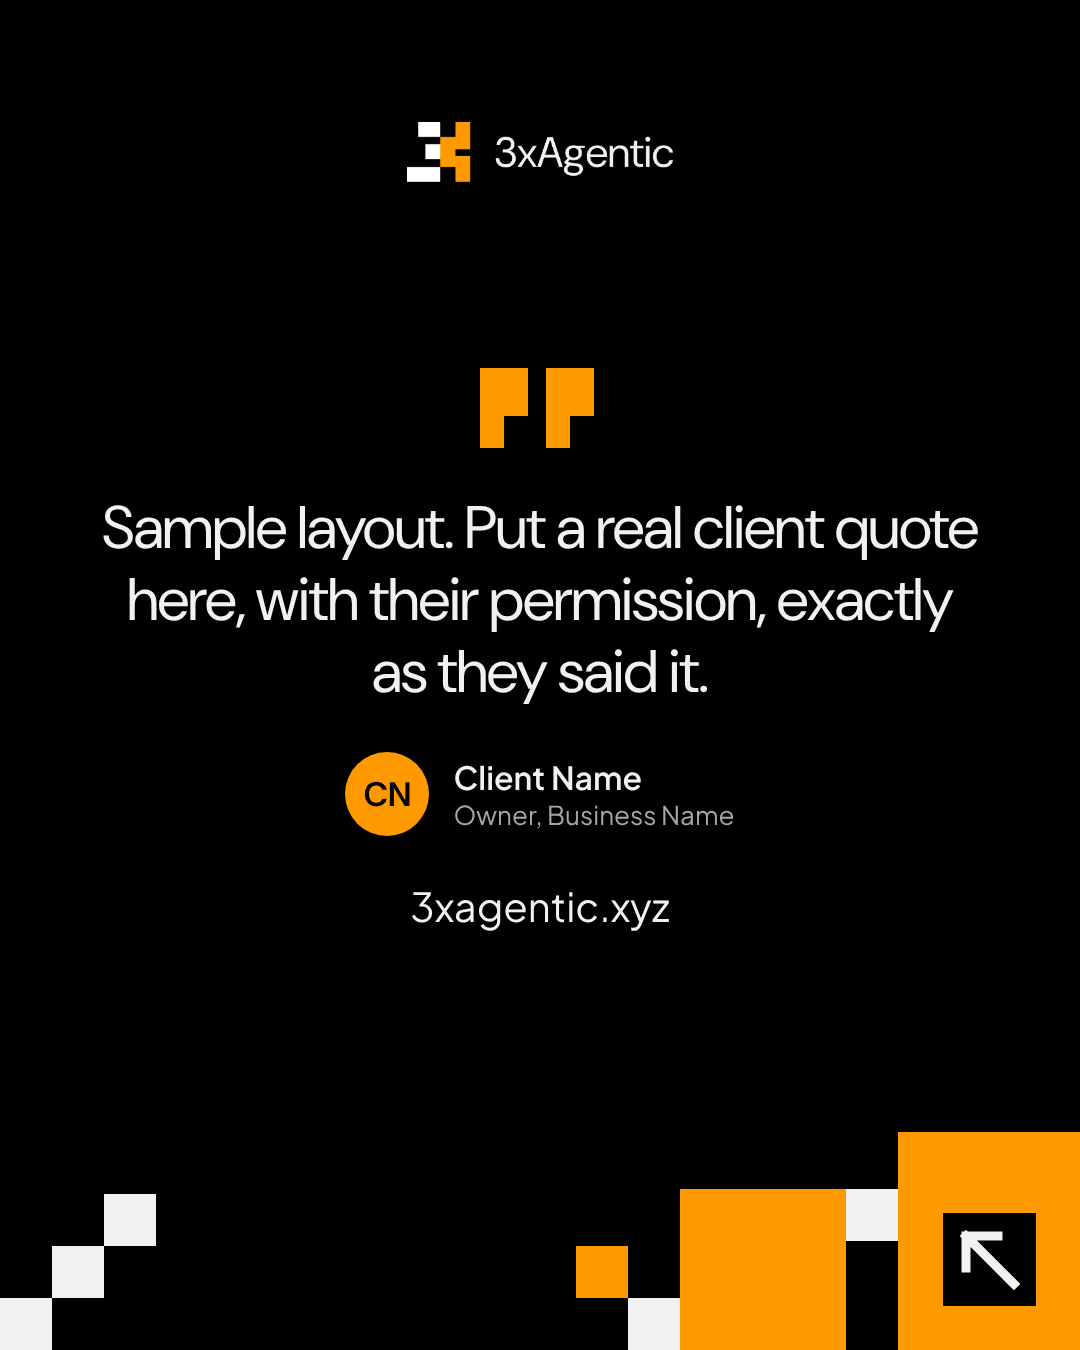 3xAgentic
Sample layout. Put a real client quote
here, with their permission, exactly
as they said it.
CN
Client Name
Owner, Business Name
3xagentic.xyz